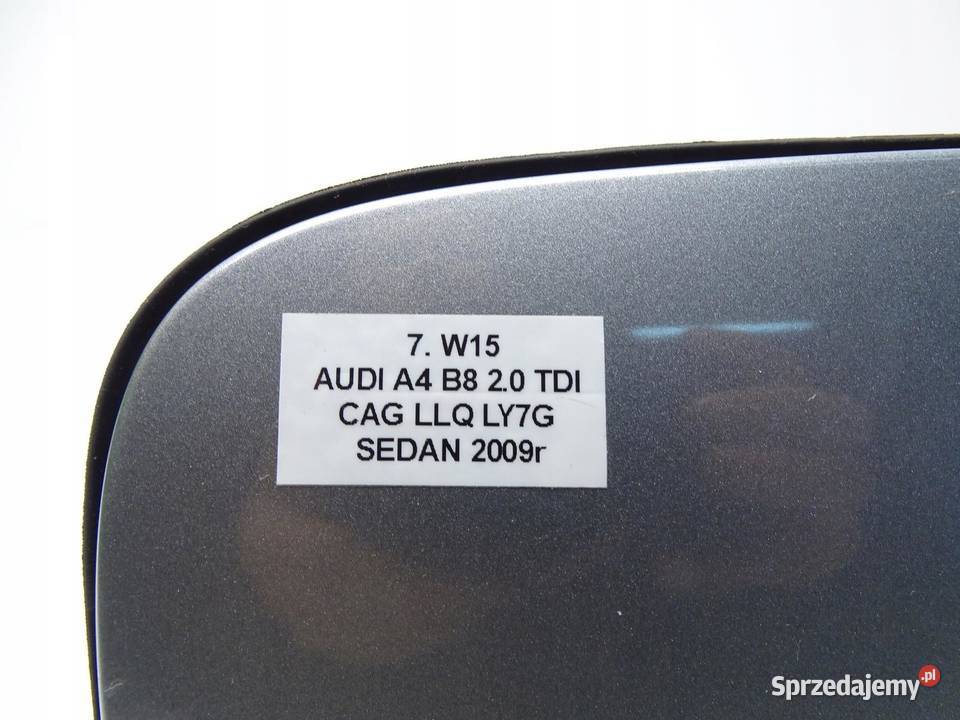 7. W15
AUDI A4 B8 2.0 TDI
CAG LLQ LY7G
SEDAN 2009r
Sprzedajemy.pl